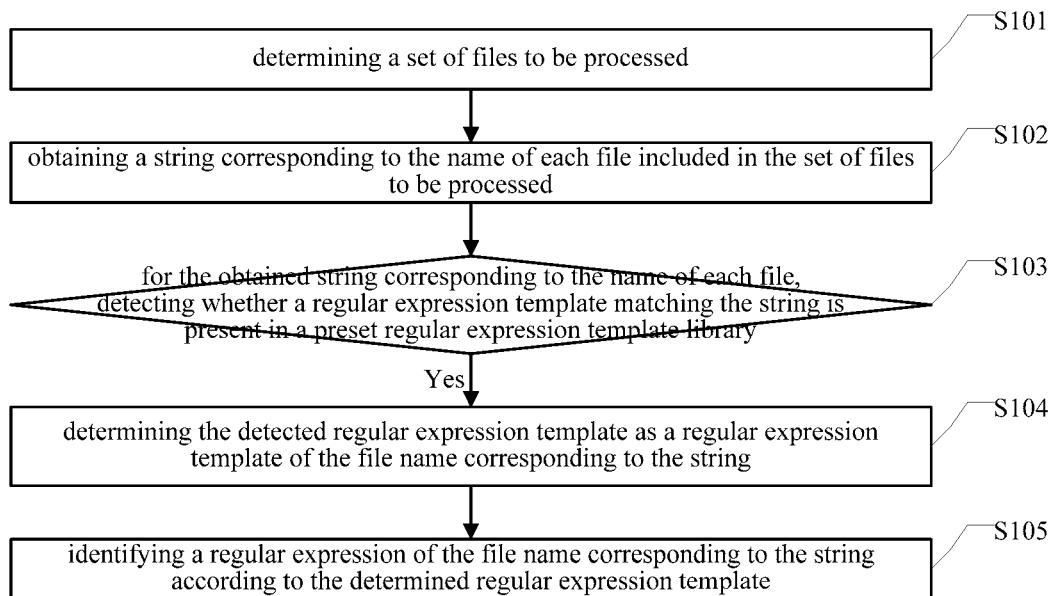 S101
determining a set of files to be processed
S102
obtaining a string corresponding to the name of each file included in the set of files
to be processed
S103
for the obtained string corresponding to the name of each file,
detecting whether a regular expression template matching the string is
present in a preset regular expression template library
Yes
S104
determining the detected regular expression template as a regular expression
template of the file name corresponding to the string
S105
identifying a regular expression of the file name corresponding to the string
according to the determined regular expression template